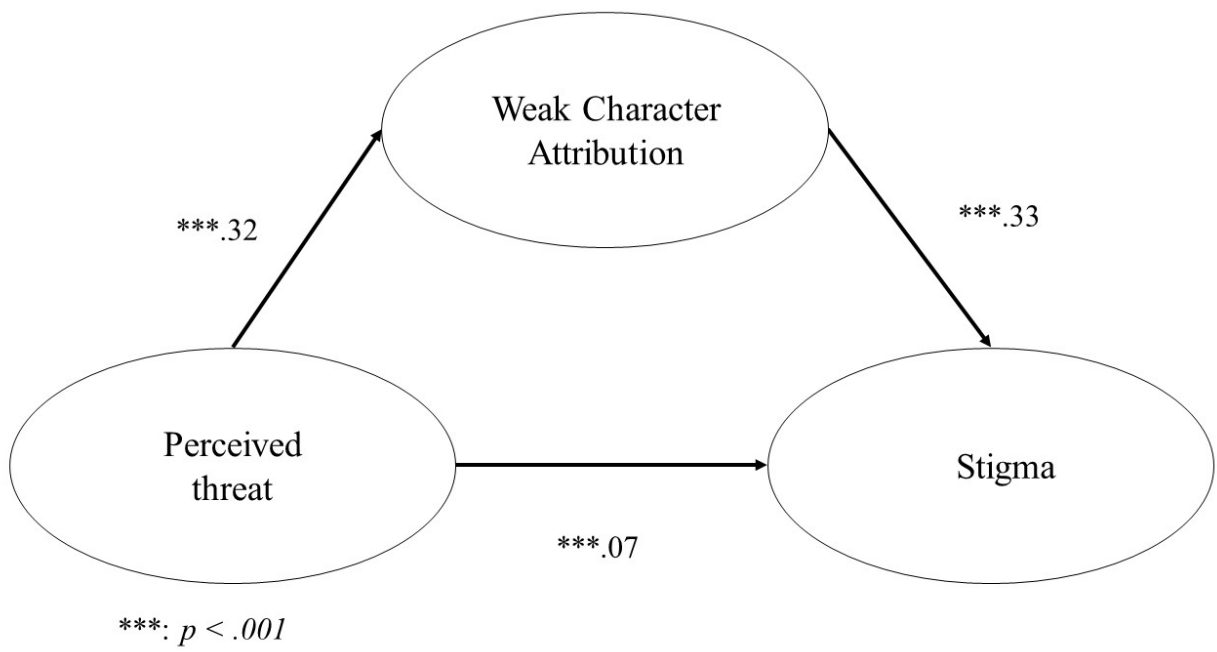 Weak Character
Attribution
***.32
***.33
Perceived
threat
Stigma
***.07
***: p < .001